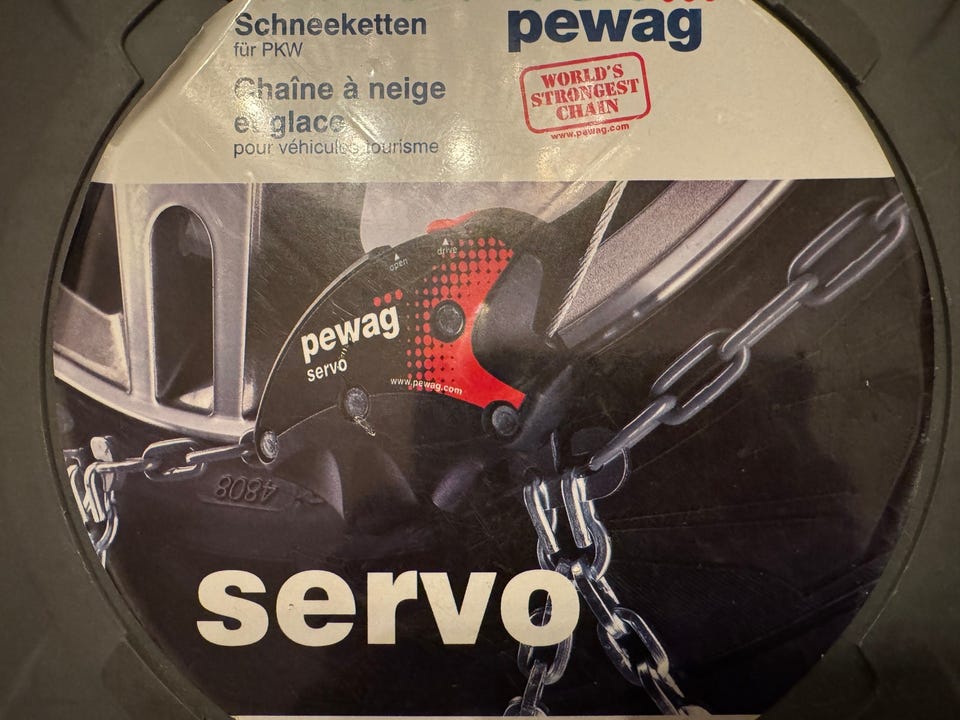 Schneeketten
für PKW
Chaîne à neige
et glace
pour véhicules tourisme
pewag
WORLD'S
STRONGEST
CHAIN
www.pewag.com
open
drive
pewag
servo
www.pewag.com
4808
servo